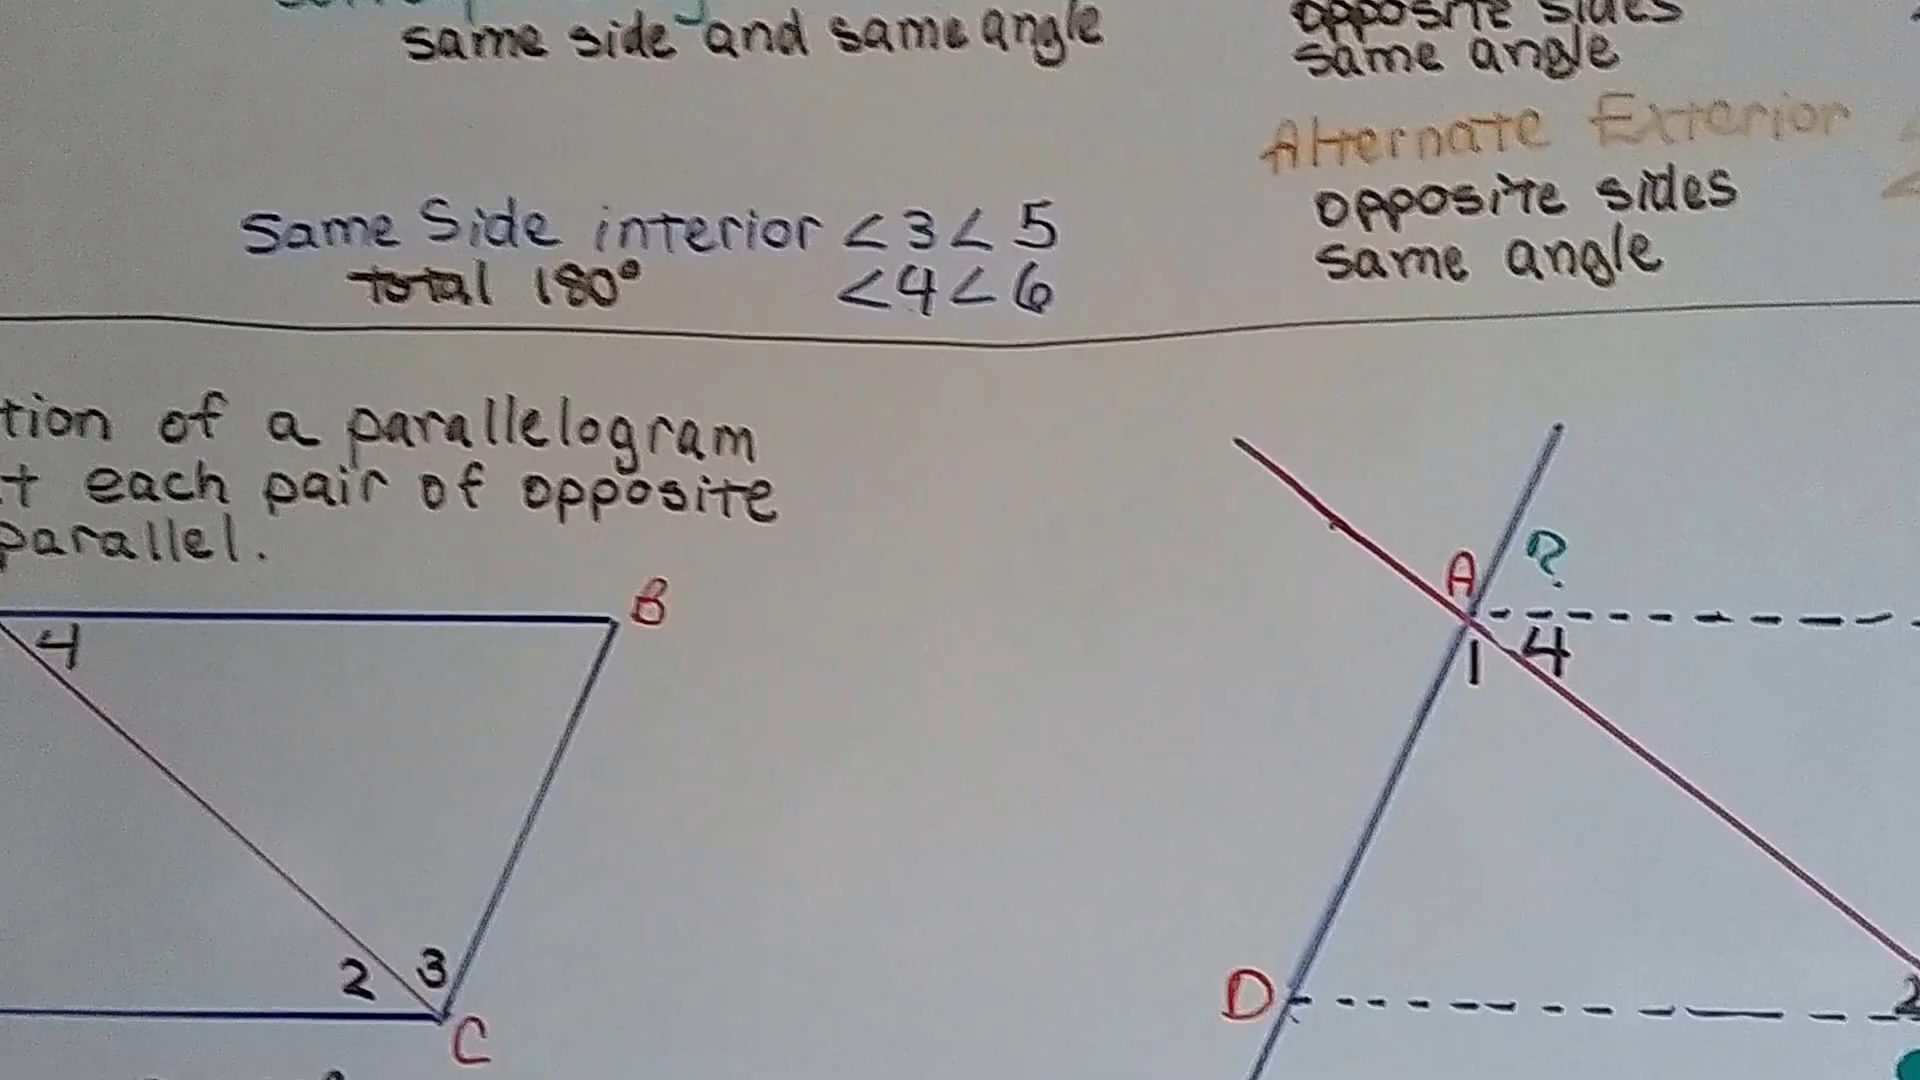 same side and same angle
opposite sides
same angle
Alternate Exterior
opposite sides
same angle
Same Side interior <3< 5
total 180° <4< 6
tion of a parallelogram
t each pair of opposite
parallel.
B
4
2 3
C
A ?
1 4
D
2